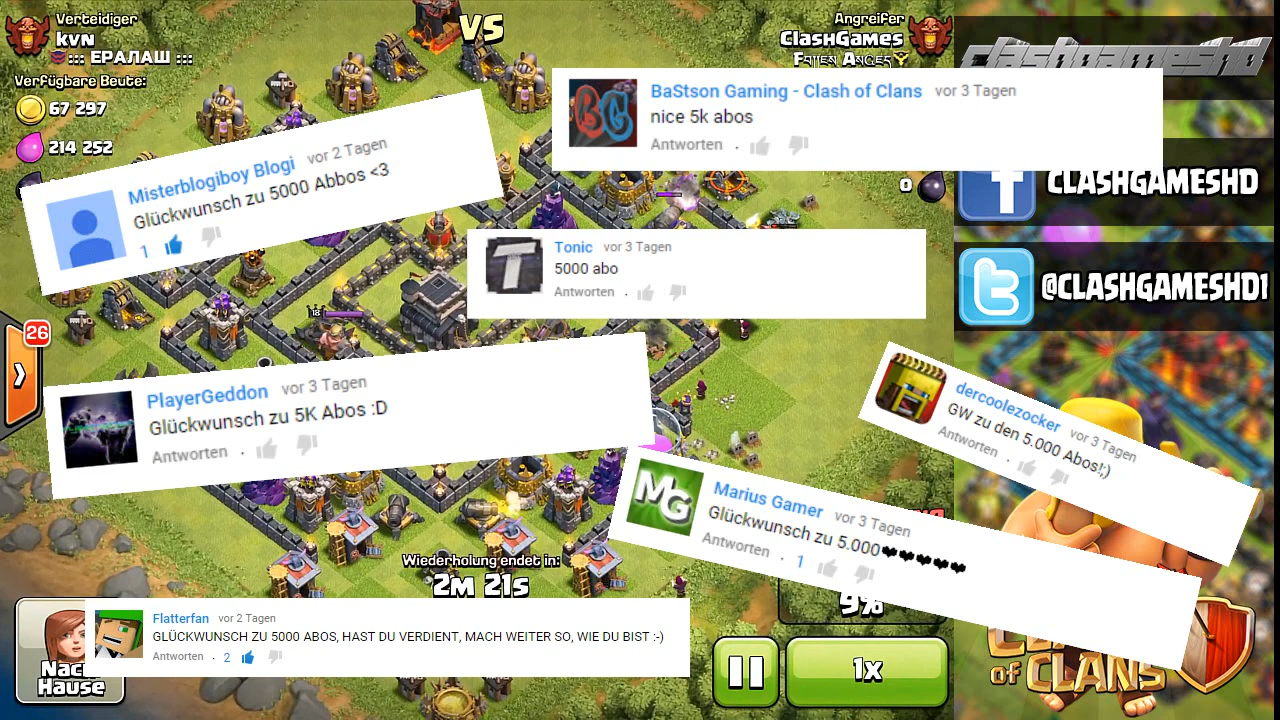 Verteidiger
kvn
::: ЕРАЛАШ :::
Verfügbare Beute:
67 297
214 252
VS
Angreifer
ClashGames
clashgameshd
BaStson Gaming - Clash of Clans vor 3 Tagen
nice 5k abos
Antworten .
0
CLASHGAMESHD
@CLASHGAMESHD1
Misterblogiboy Blogi vor 2 Tagen
Glückwunsch zu 5000 Abbos <3
1
Tonic vor 3 Tagen
5000 abo
Antworten .
18
26
PlayerGeddon vor 3 Tagen
Glückwunsch zu 5K Abos :D
Antworten .
dercoolezocker vor 3 Tagen
GW zu den 5.000 Abos!;)
Antworten .
MG
Marius Gamer vor 3 Tagen
Glückwunsch zu 5.000❤❤❤❤❤
Antworten . 1
Wiederholung endet in:
2M 21s
9%
Flatterfan vor 2 Tagen
GLÜCKWUNSCH ZU 5000 ABOS, HAST DU VERDIENT, MACH WEITER SO, WIE DU BIST :-)
Antworten . 2
Nach
Hause
1x
OF CLANS